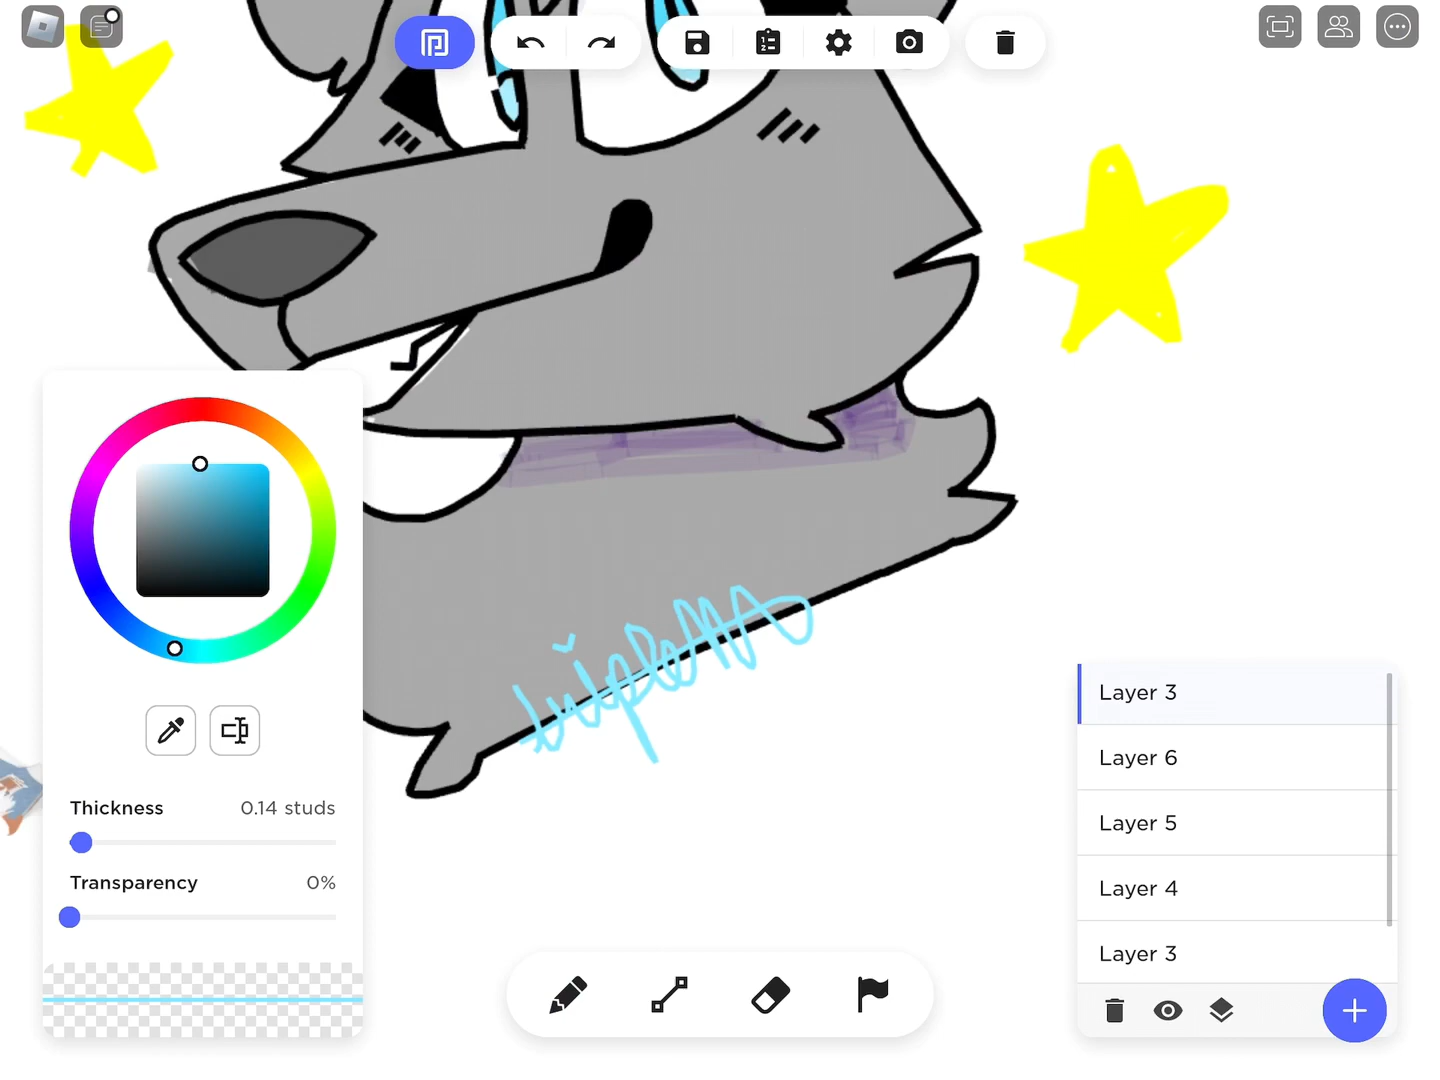 Thickness 0.14 studs
Transparency 0%
Layer 3
Layer 6
Layer 5
Layer 4
Layer 3